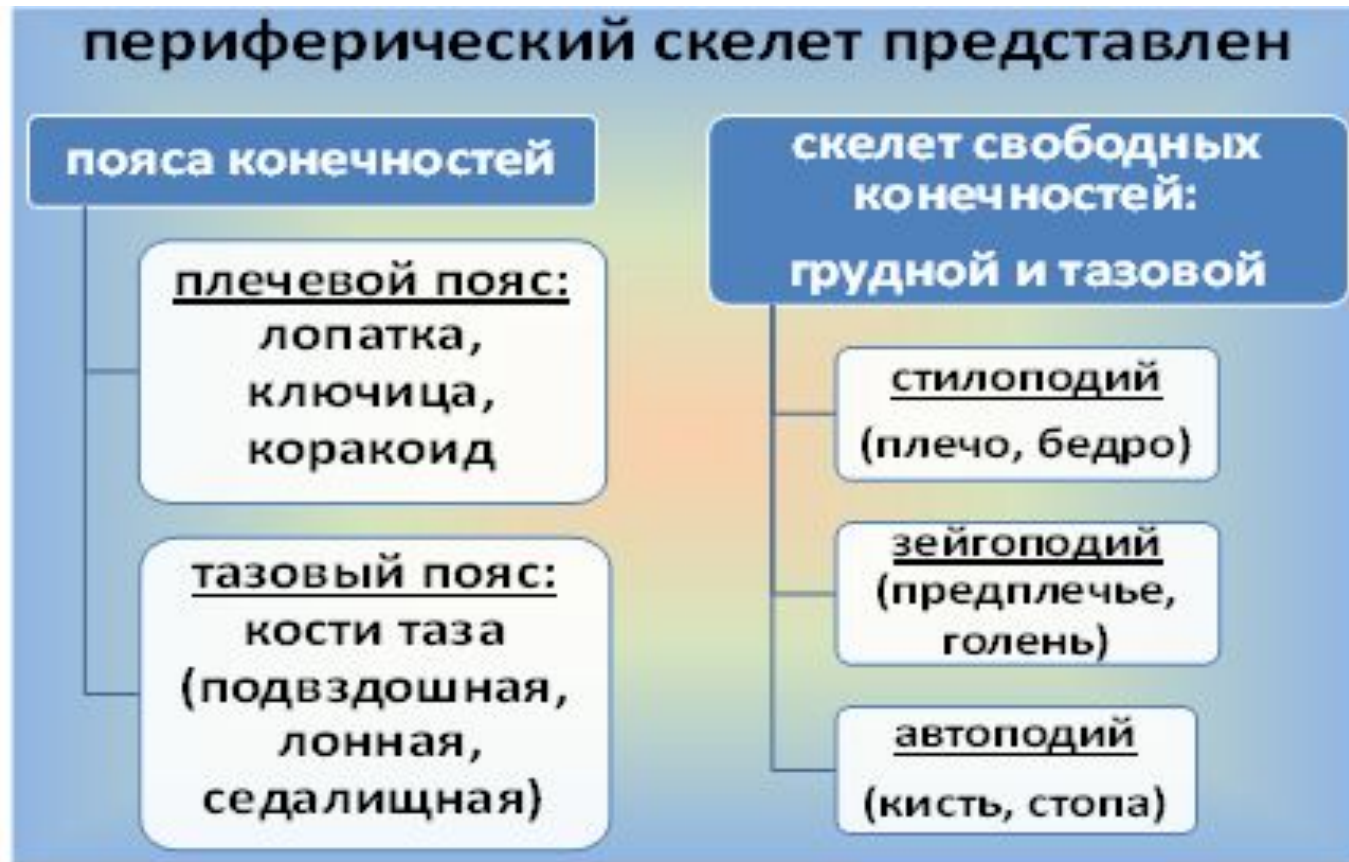 периферический скелет представлен
пояса конечностей
плечевой пояс:
лопатка,
ключица,
коракоид
тазовый пояс:
кости таза
(подвздошная,
лонная,
седалищная)
скелет свободных
конечностей:
грудной и тазовой
стилоподий
(плечо, бедро)
зейгоподий
(предплечье,
голень)
автоподий
(кисть, стопа)